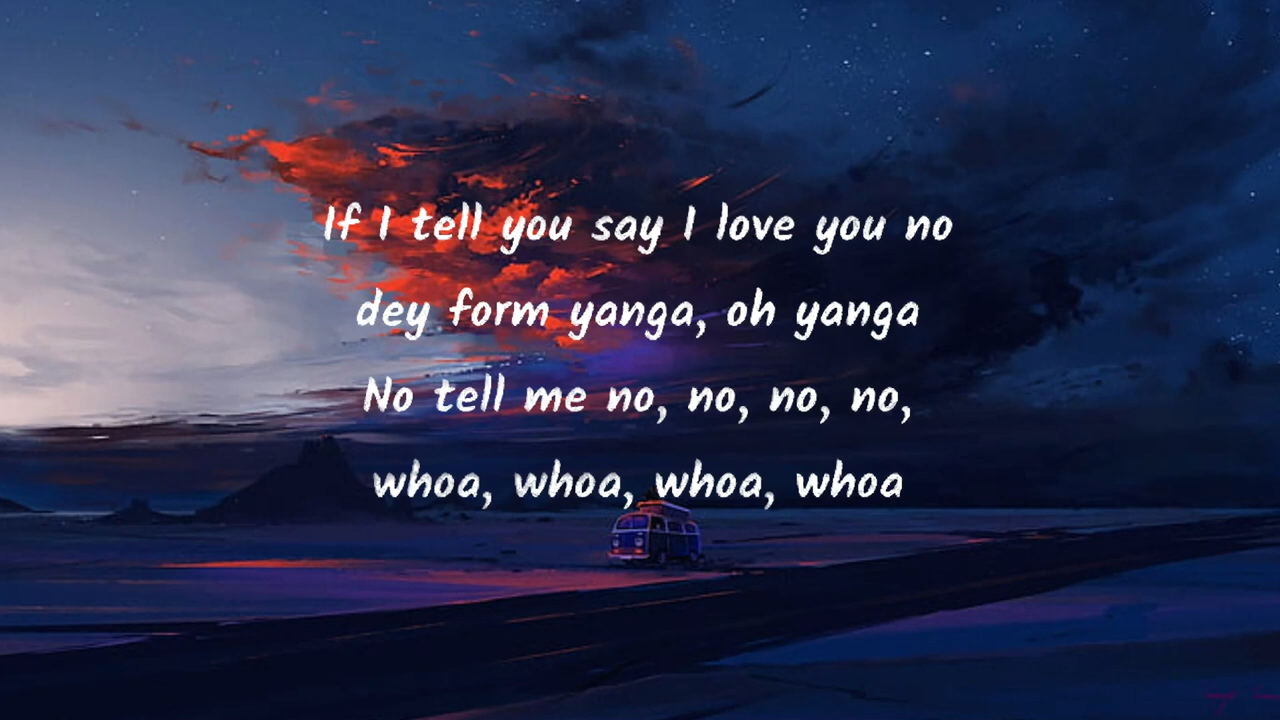 If I tell you say I love you no
dey form yanga, oh yanga
No tell me no, no, no, no,
whoa, whoa, whoa, whoa